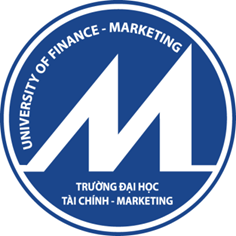 UNIVERSITY OF FINANCE - MARKETING
TRƯỜNG ĐẠI HỌC
TÀI CHÍNH - MARKETING